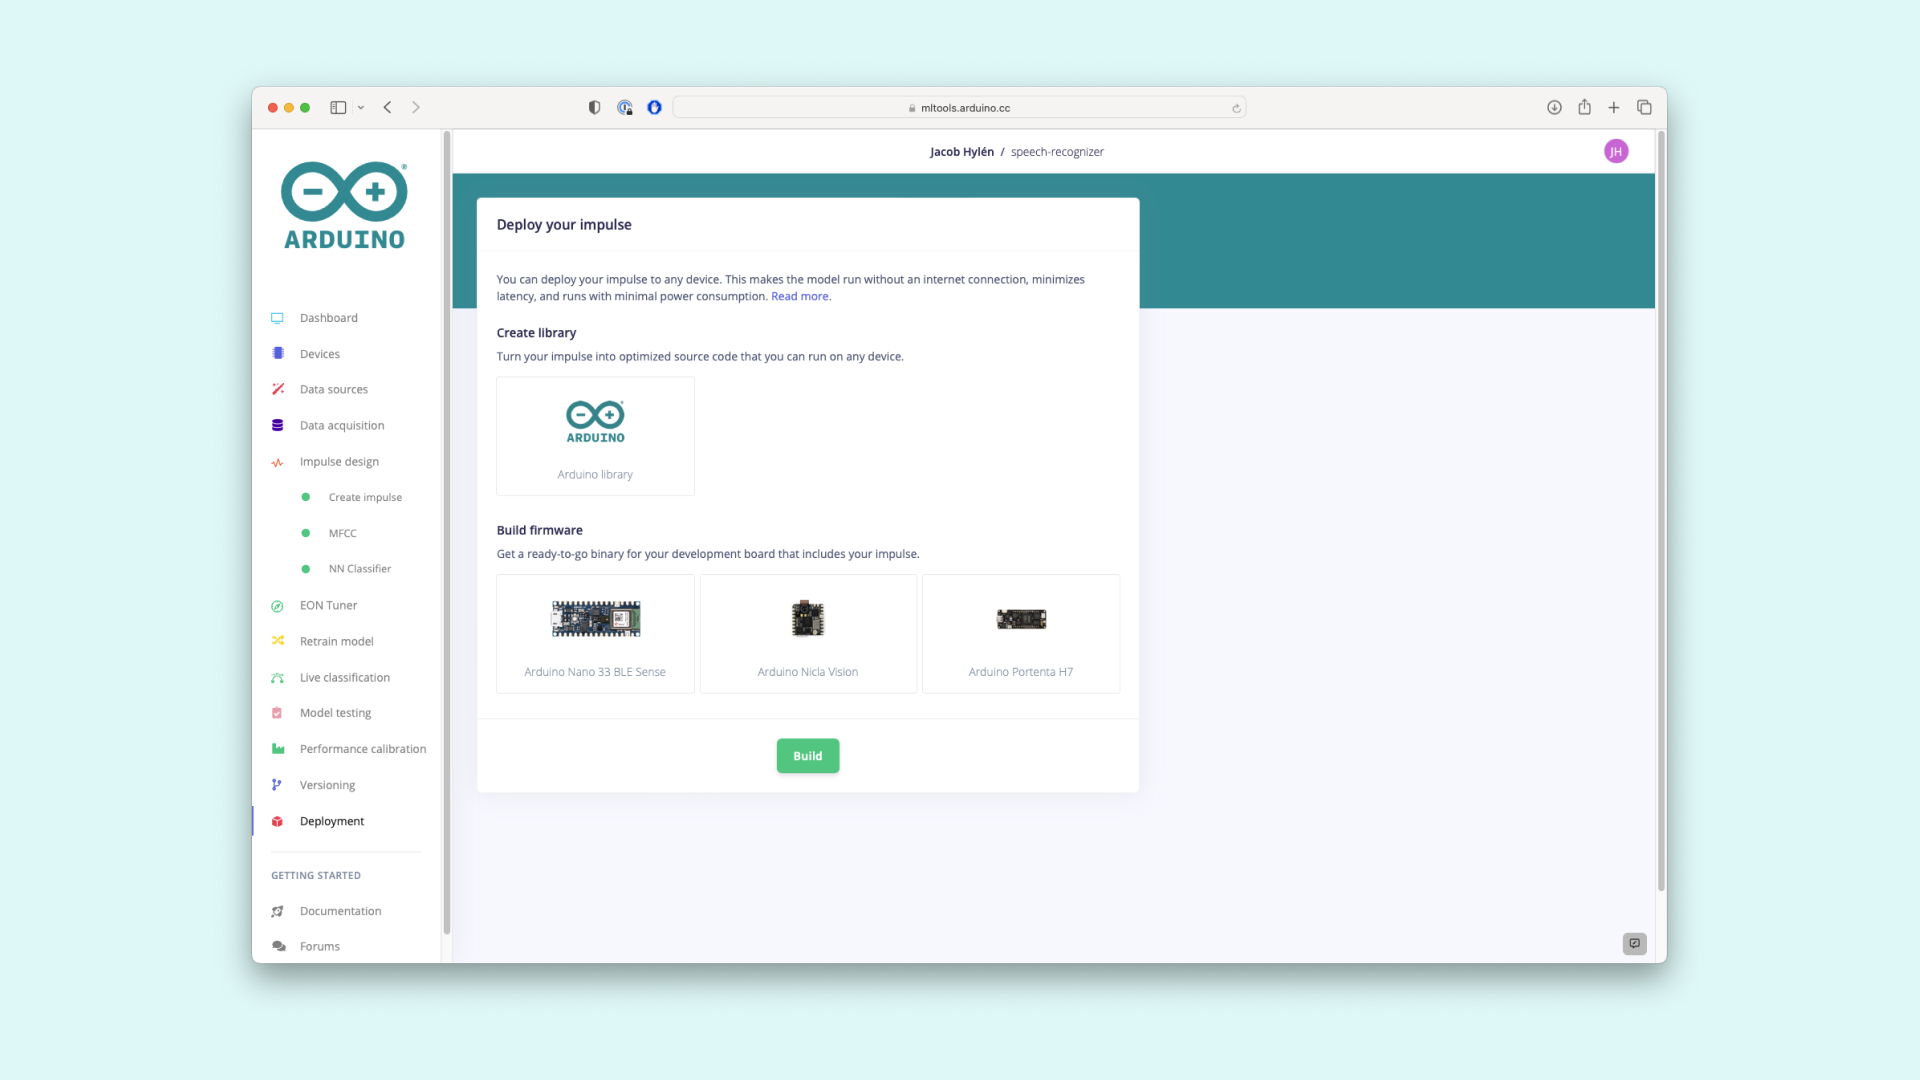 mltools.arduino.cc
ARDUINO
Jacob Hylén / speech-recognizer
JH
Dashboard
Devices
Data sources
Data acquisition
Impulse design
Create impulse
MFCC
NN Classifier
EON Tuner
Retrain model
Live classification
Model testing
Performance calibration
Versioning
Deployment
GETTING STARTED
Documentation
Forums
Deploy your impulse
You can deploy your impulse to any device. This makes the model run without an internet connection, minimizes
latency, and runs with minimal power consumption. Read more.
Create library
Turn your impulse into optimized source code that you can run on any device.
ARDUINO
Arduino library
Build firmware
Get a ready-to-go binary for your development board that includes your impulse.
Arduino Nano 33 BLE Sense
Arduino Nicla Vision
Arduino Portenta H7
Build